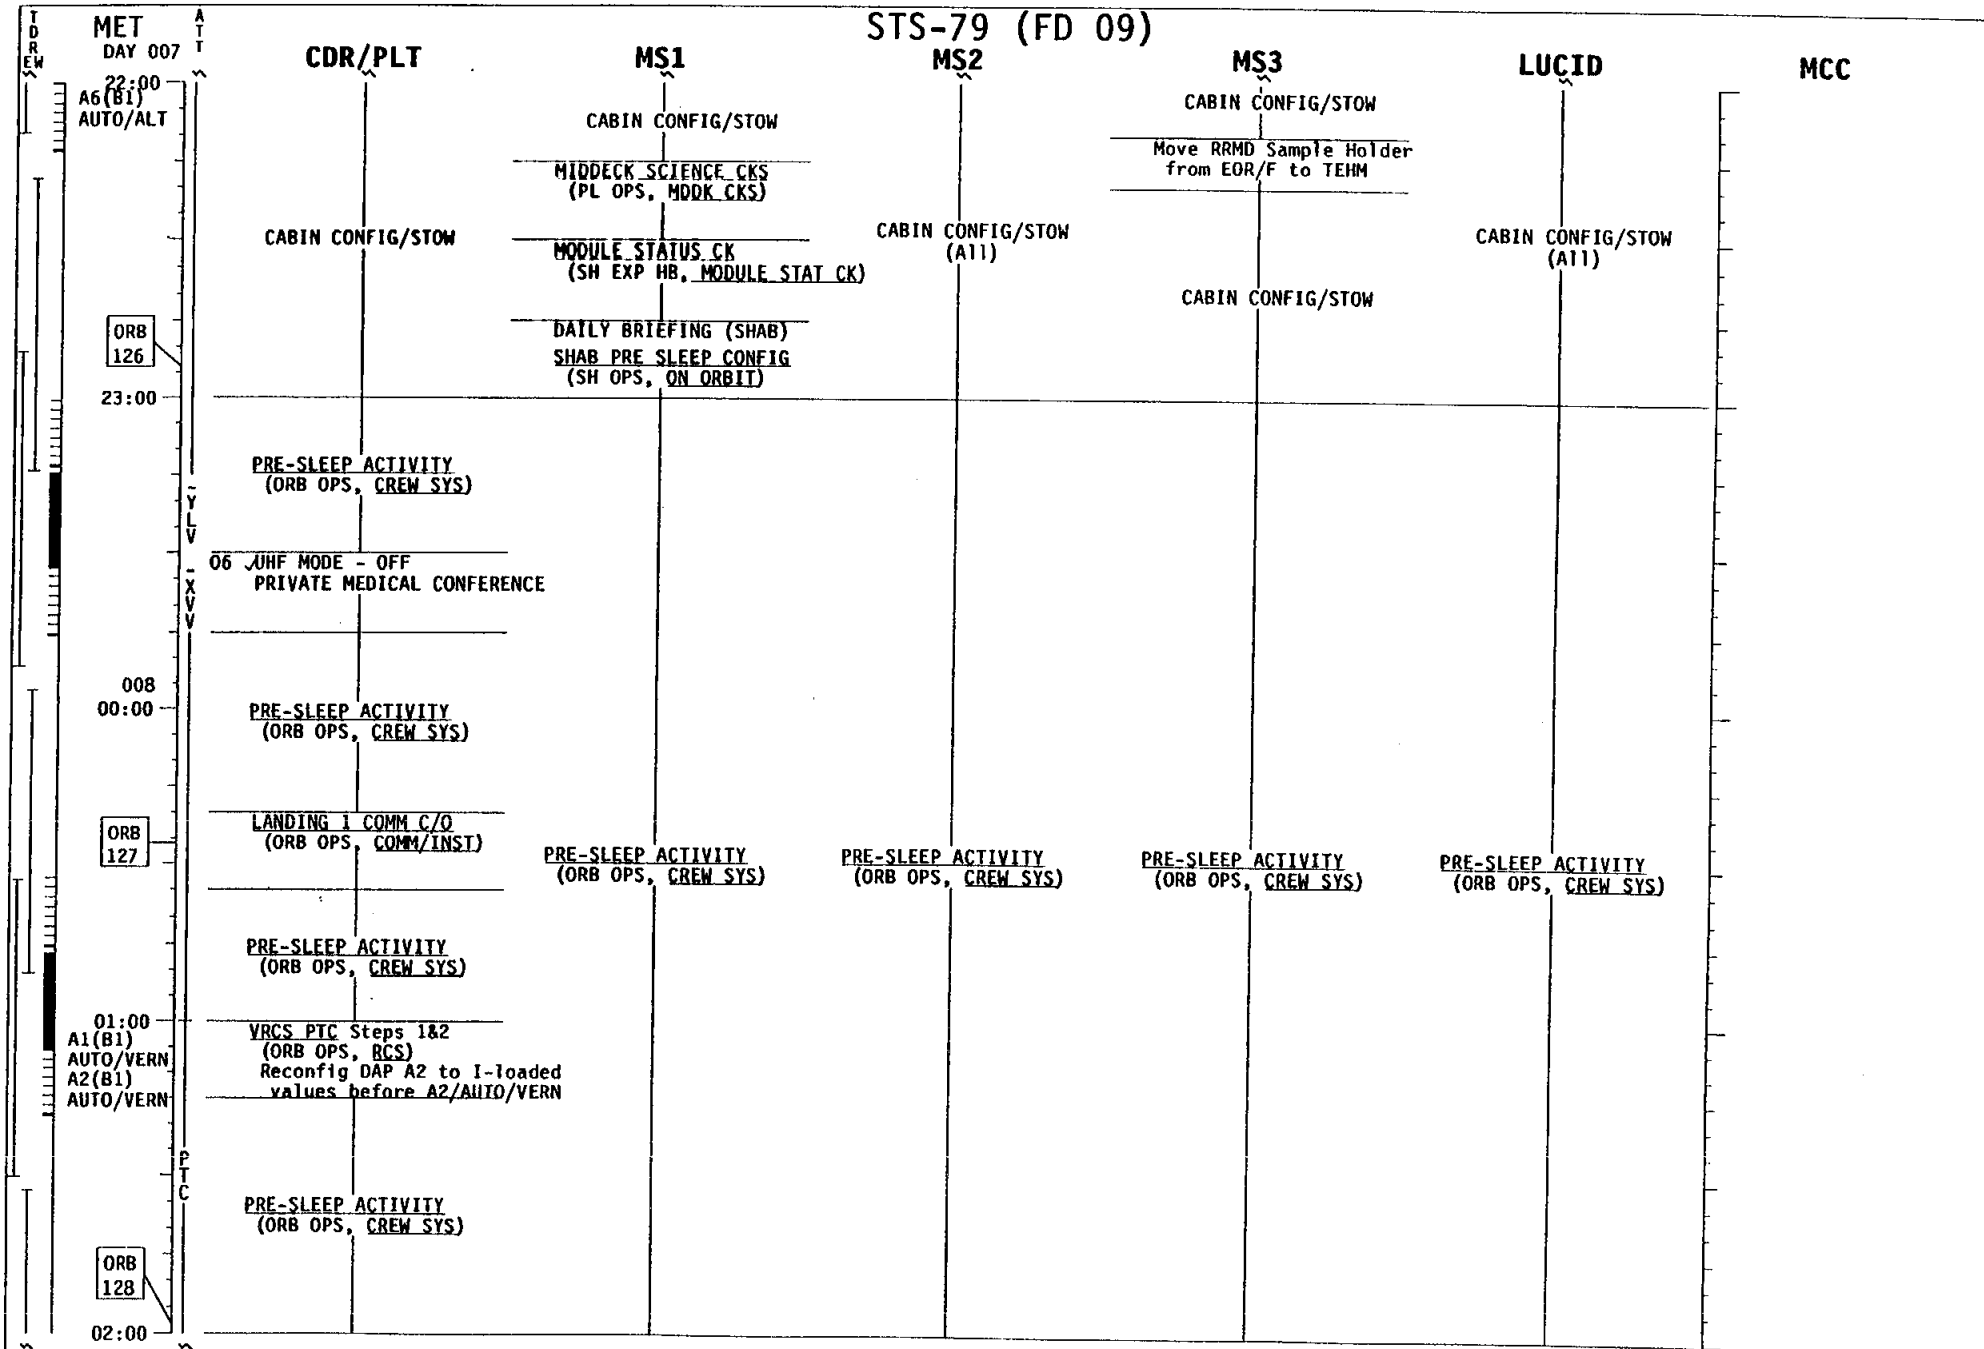 STS-79 (FD 09)
TDRE W
MET
DAY 007
ATT
CDR/PLT
MS1
MS2
MS3
LUCID
MCC
22:00
A6(B1)
AUTO/ALT
ORB
126
23:00
-YLV -XVV
008
00:00
ORB
127
01:00
A1(B1)
AUTO/VERN
A2(B1)
AUTO/VERN
PTC
ORB
128
02:00
CABIN CONFIG/STOW
PRE-SLEEP ACTIVITY
(ORB OPS, CREW SYS)
06 √UHF MODE - OFF
PRIVATE MEDICAL CONFERENCE
PRE-SLEEP ACTIVITY
(ORB OPS, CREW SYS)
LANDING 1 COMM C/O
(ORB OPS, COMM/INST)
PRE-SLEEP ACTIVITY
(ORB OPS, CREW SYS)
VRCS PTC Steps 1&2
(ORB OPS, RCS)
Reconfig DAP A2 to I-loaded
values before A2/AUTO/VERN
PRE-SLEEP ACTIVITY
(ORB OPS, CREW SYS)
CABIN CONFIG/STOW
MIDDECK SCIENCE CKS
(PL OPS, MDDK CKS)
MODULE STATUS CK
(SH EXP HB, MODULE STAT CK)
DAILY BRIEFING (SHAB)
SHAB PRE SLEEP CONFIG
(SH OPS, ON ORBIT)
PRE-SLEEP ACTIVITY
(ORB OPS, CREW SYS)
CABIN CONFIG/STOW
(All)
PRE-SLEEP ACTIVITY
(ORB OPS, CREW SYS)
CABIN CONFIG/STOW
Move RRMD Sample Holder
from EOR/F to TEHM
CABIN CONFIG/STOW
PRE-SLEEP ACTIVITY
(ORB OPS, CREW SYS)
CABIN CONFIG/STOW
(All)
PRE-SLEEP ACTIVITY
(ORB OPS, CREW SYS)